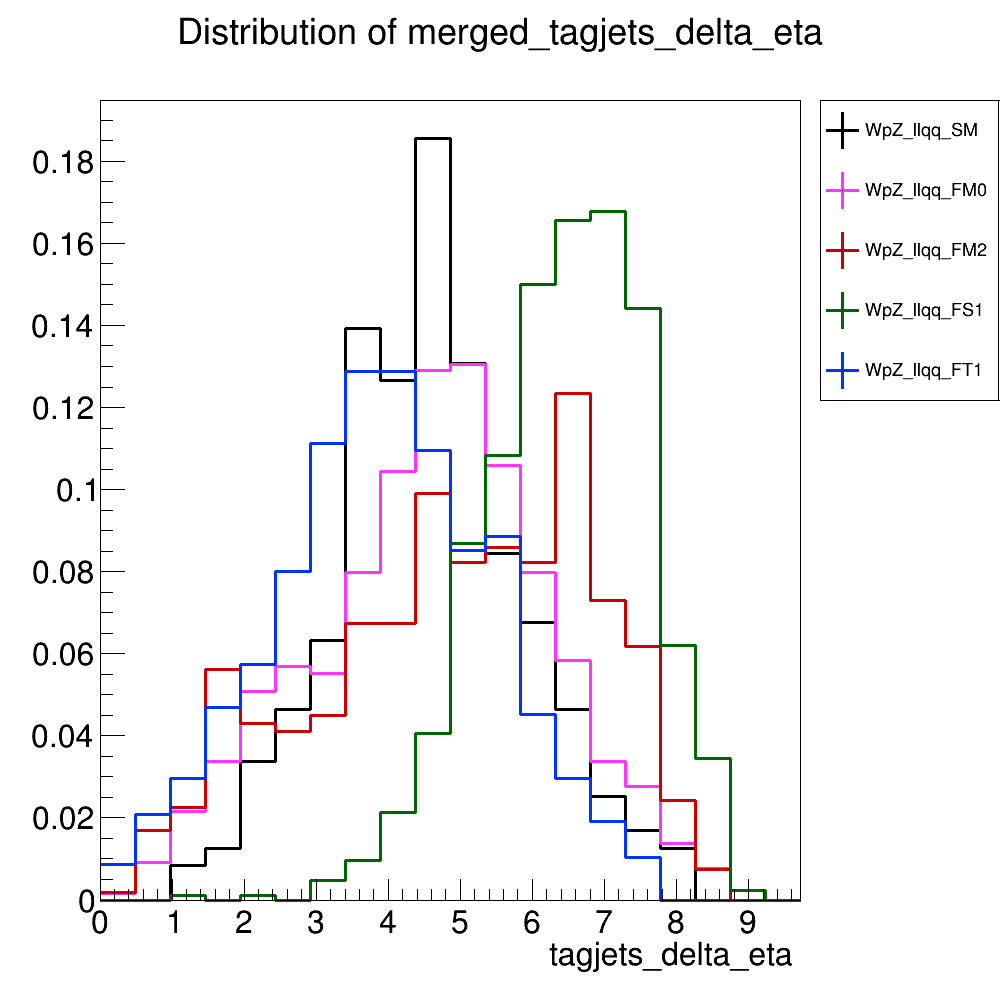 Distribution of merged_tagjets_delta_eta
WpZ_llqq_SM
WpZ_llqq_FM0
WpZ_llqq_FM2
WpZ_llqq_FS1
WpZ_llqq_FT1
0.18
0.16
0.14
0.12
0.1
0.08
0.06
0.04
0.02
0
0 1 2 3 4 5 6 7 8 9
tagjets_delta_eta